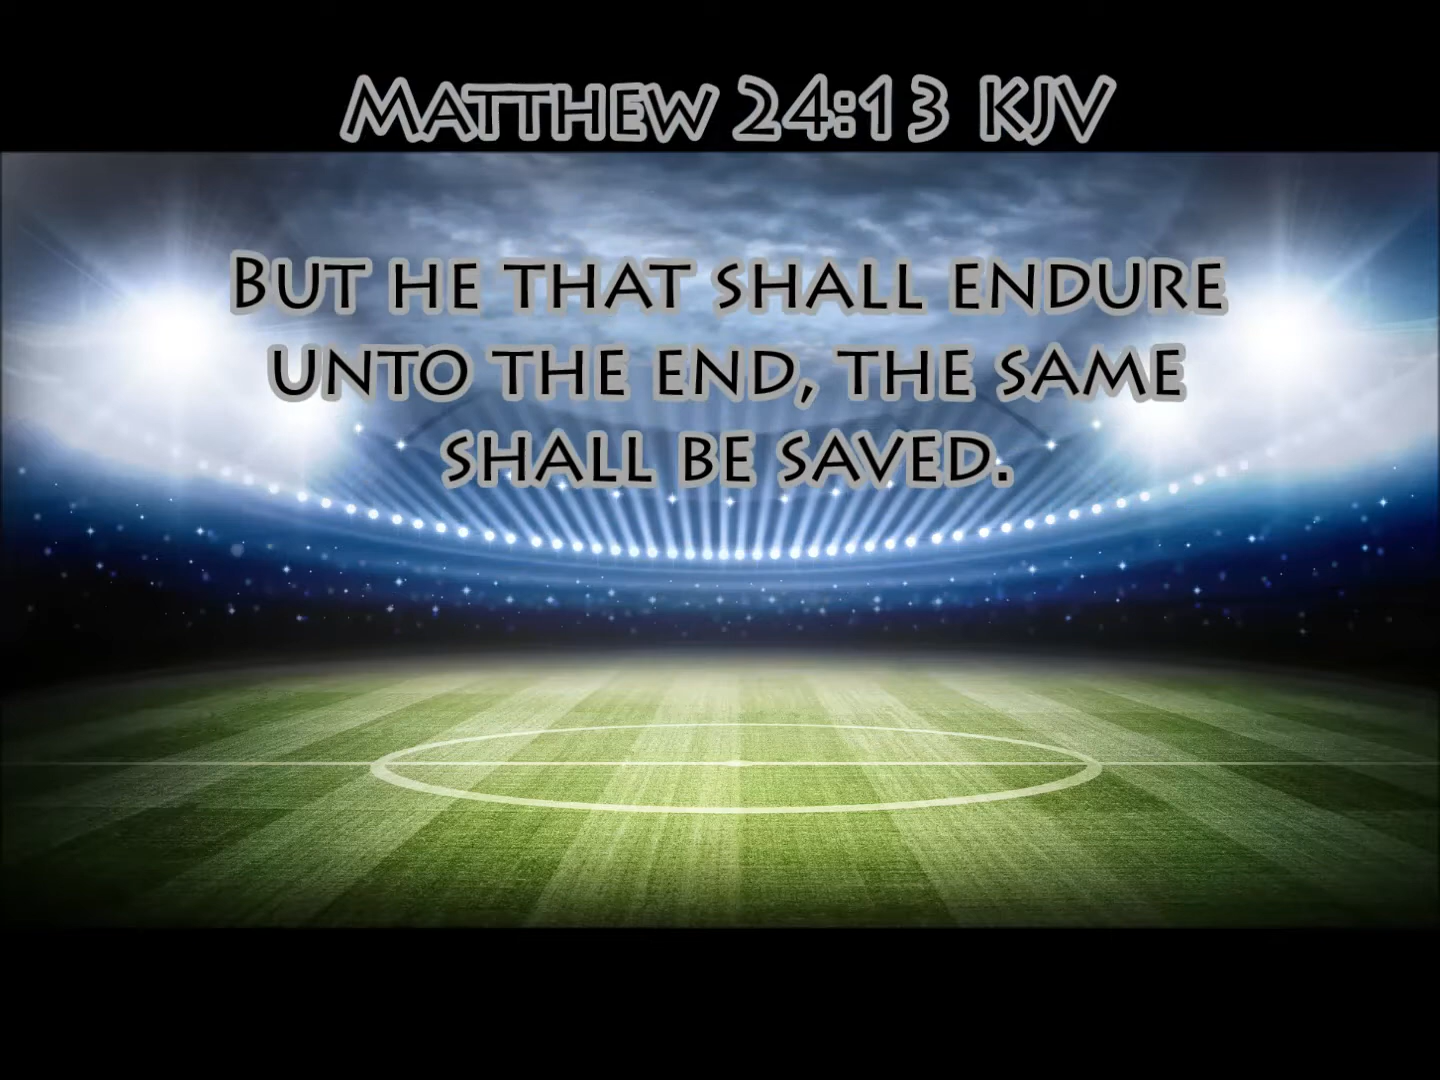 Matthew 24:13 KJV
But he that shall endure
unto the end, the same
shall be saved.